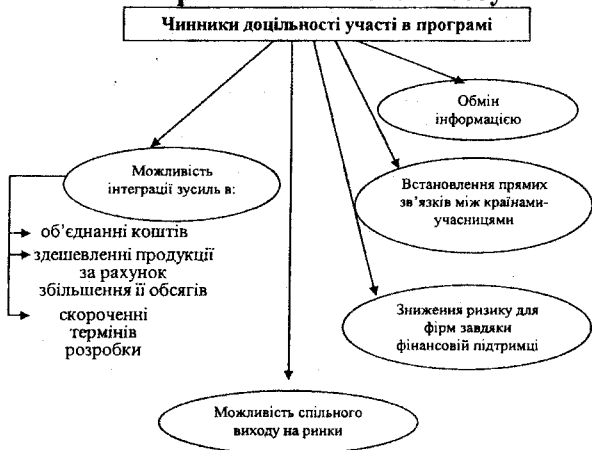 Чинники доцільності участі в програмі
Обмін
інформацією
Можливість
інтеграції зусиль в:
Встановлення прямих
зв’язків між країнами-
учасницями
об’єднанні коштів
здешевленні продукції
за рахунок
збільшення її обсягів
скороченні
термінів
розробки
Зниження ризику для
фірм завдяки
фінансовій підтримці
Можливість спільного
виходу на ринки